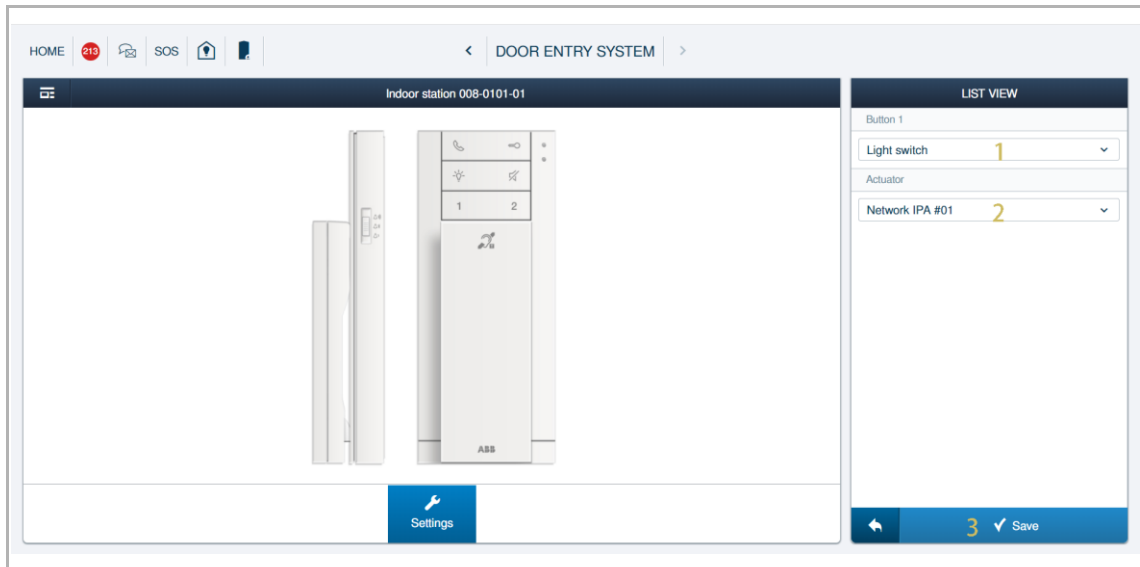 HOME 213 SOS < DOOR ENTRY SYSTEM >
Indoor station 008-0101-01
1 2
ABB
Settings
LIST VIEW
Button 1
Light switch 1
Actuator
Network IPA #01 2
3 Save